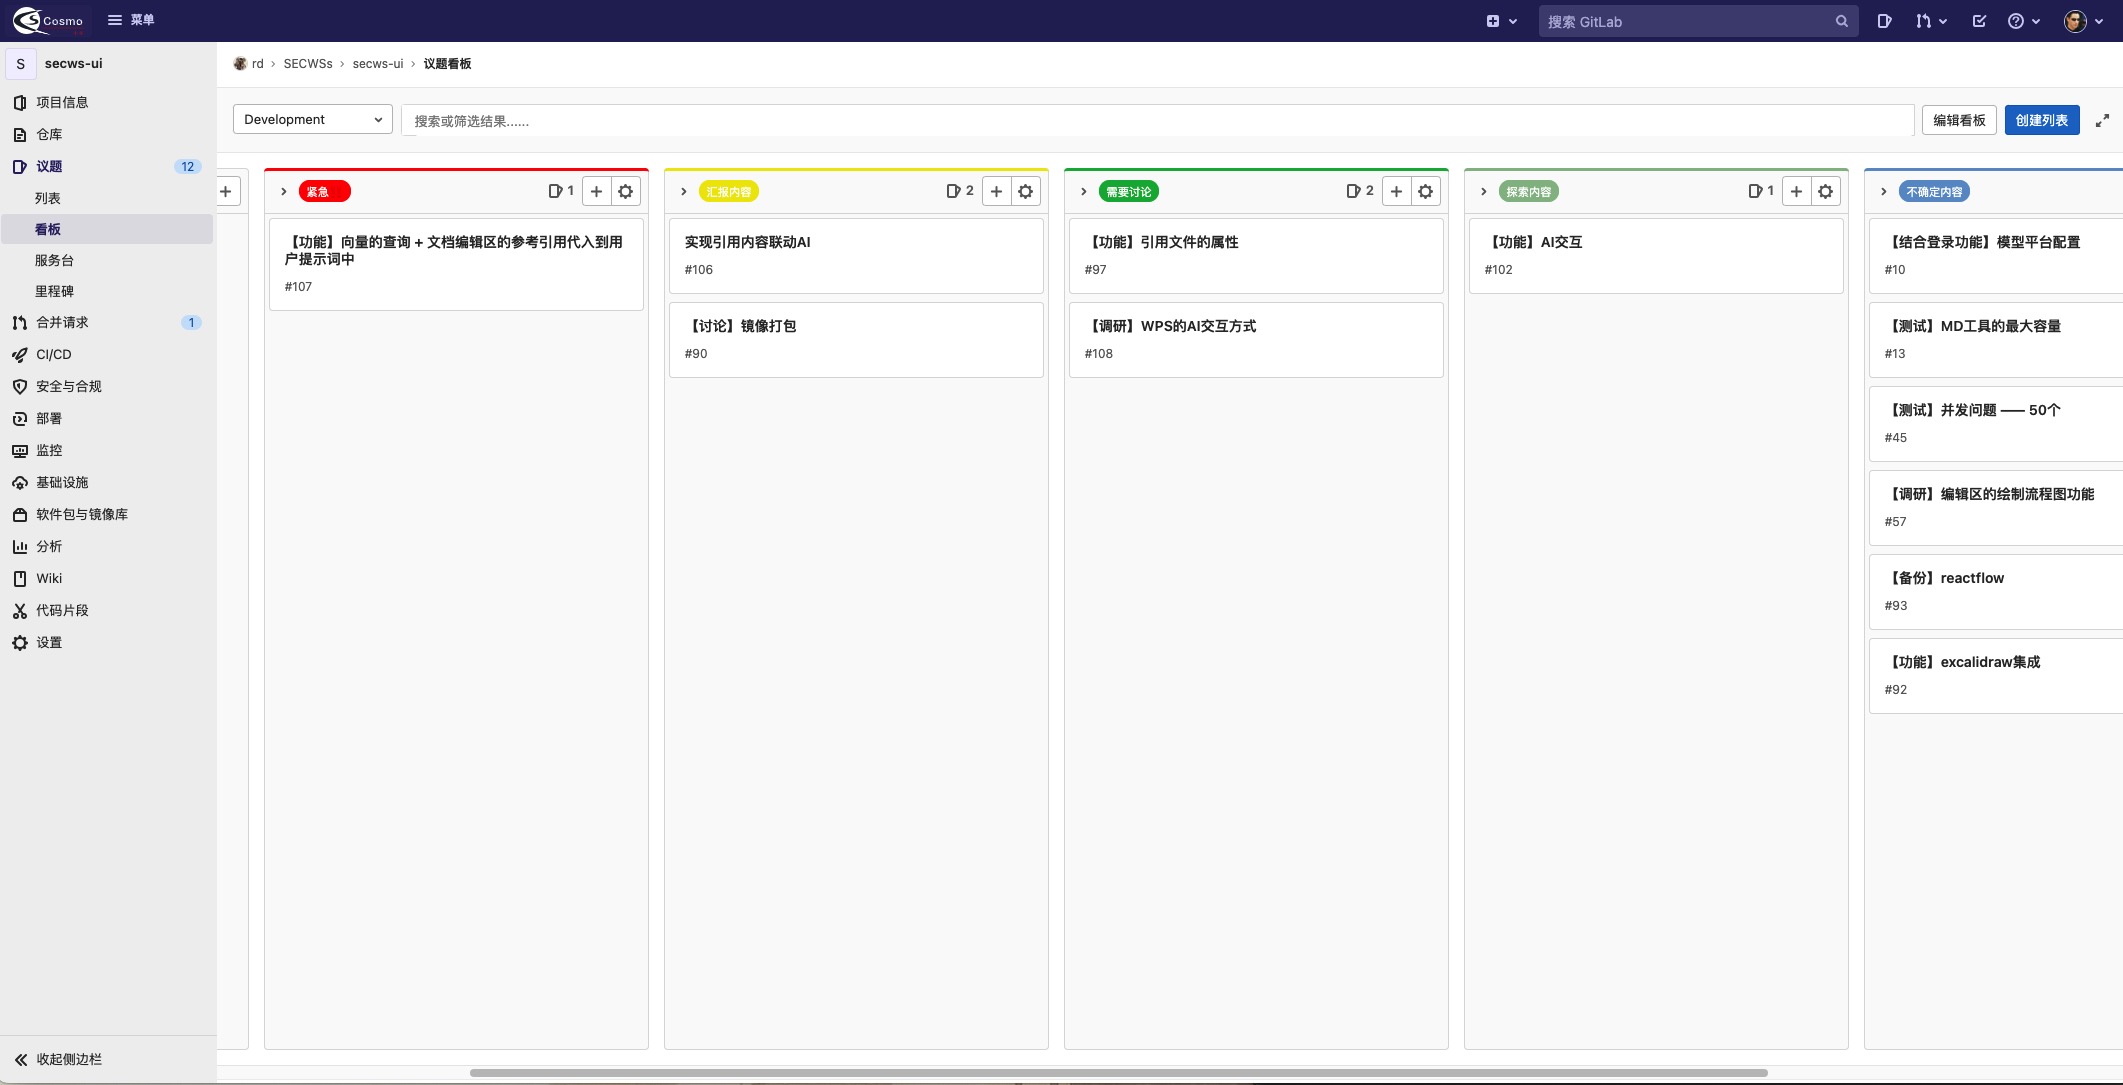 Cosmo
菜单
搜索 GitLab
S
secws-ui
rd › SECWSs › secws-ui › 议题看板
项目信息
仓库
议题
12
列表
看板
服务台
里程碑
合并请求
1
CI/CD
安全与合规
部署
监控
基础设施
软件包与镜像库
分析
Wiki
代码片段
设置
收起侧边栏
Development
搜索或筛选结果......
编辑看板
创建列表
紧急
1
【功能】向量的查询 + 文档编辑区的参考引用代入到用
户提示词中
#107
汇报内容
2
实现引用内容联动AI
#106
【讨论】镜像打包
#90
需要讨论
2
【功能】引用文件的属性
#97
【调研】WPS的AI交互方式
#108
探索内容
1
【功能】AI交互
#102
不确定内容
【结合登录功能】模型平台配置
#10
【测试】MD工具的最大容量
#13
【测试】并发问题 —— 50个
#45
【调研】编辑区的绘制流程图功能
#57
【备份】reactflow
#93
【功能】excalidraw集成
#92